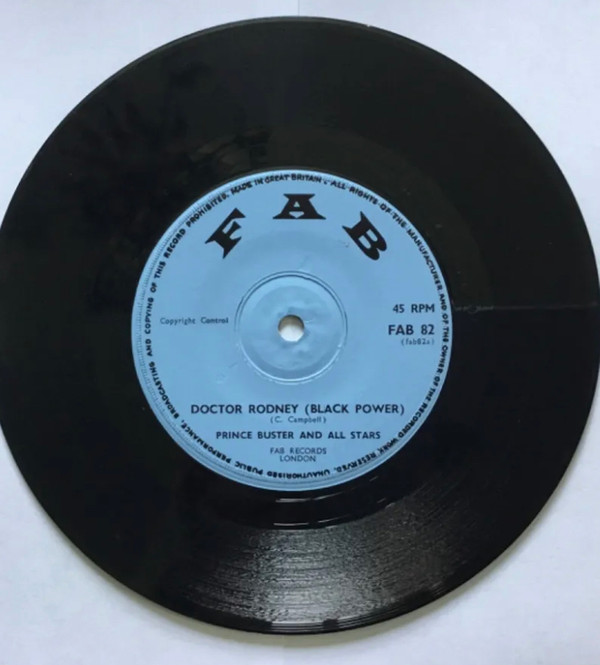 FAB
MADE IN GREAT BRITAIN. ALL RIGHTS OF THE MANUFACTURER AND OF THE OWNER OF THE RECORDED WORK RESERVED. UNAUTHORISED PUBLIC PERFORMANCE, BROADCASTING AND COPYING OF THIS RECORD PROHIBITED.
45 RPM
Copyright Control
FAB 82
(fab82a)
DOCTOR RODNEY (BLACK POWER)
(C. Campbell)
PRINCE BUSTER AND ALL STARS
FAB RECORDS
LONDON